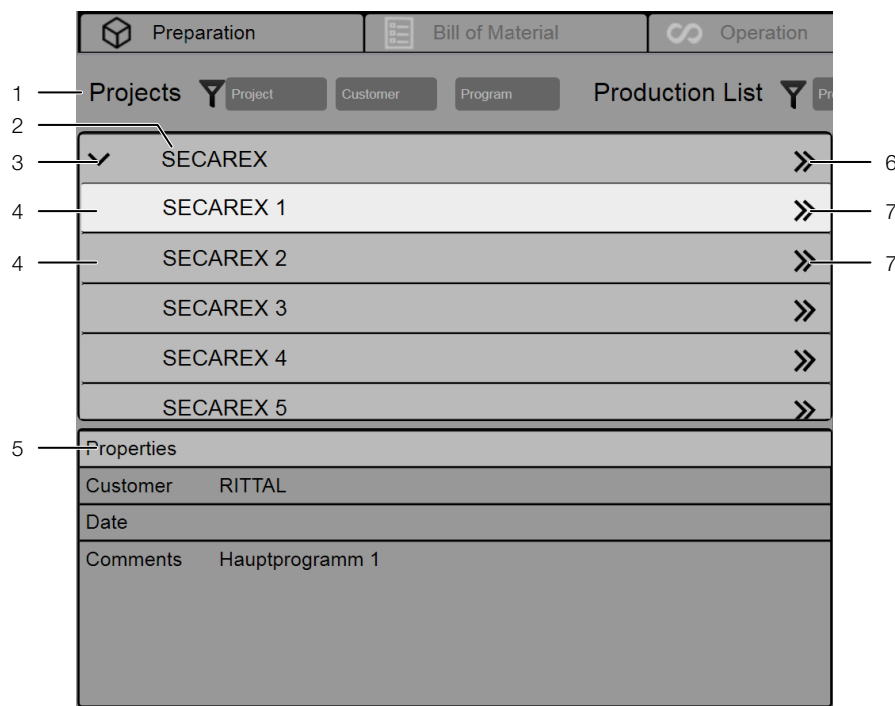 Preparation Bill of Material Operation
1 Projects Project Customer Program Production List Pr
2
3 SECAREX 6
4 SECAREX 1 7
4 SECAREX 2 7
SECAREX 3
SECAREX 4
SECAREX 5
5 Properties
Customer RITTAL
Date
Comments Hauptprogramm 1